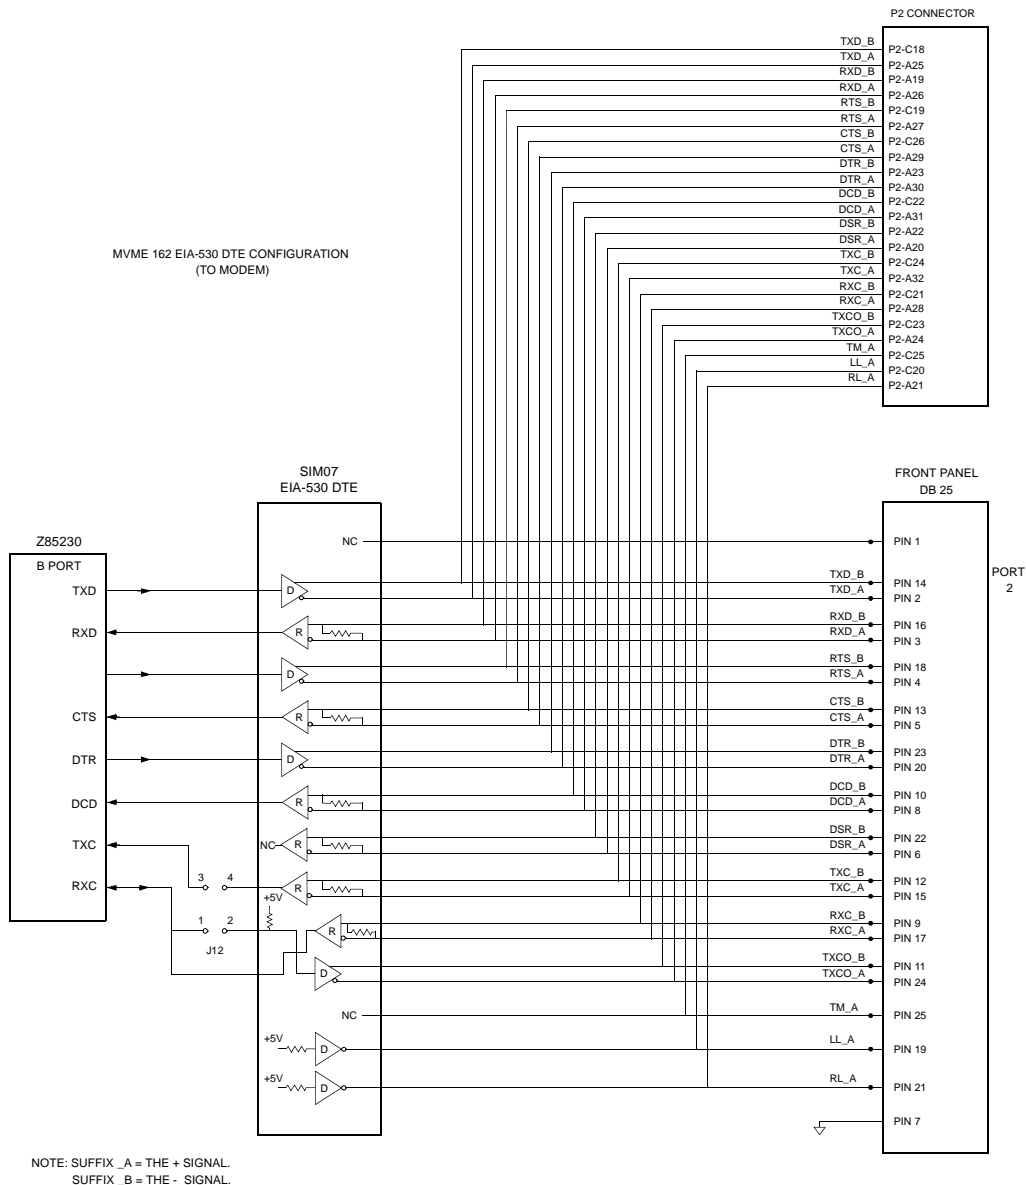 P2 CONNECTOR
TXD_B P2-C18
TXD_A P2-A25
RXD_B P2-A19
RXD_A P2-A26
RTS_B P2-C19
RTS_A P2-A27
CTS_B P2-C26
CTS_A P2-A29
DTR_B P2-A23
DTR_A P2-A30
DCD_B P2-C22
DCD_A P2-A31
DSR_B P2-A22
DSR_A P2-A20
TXC_B P2-C24
TXC_A P2-A32
RXC_B P2-C21
RXC_A P2-A28
TXCO_B P2-C23
TXCO_A P2-A24
TM_A P2-C25
LL_A P2-C20
RL_A P2-A21
MVME 162 EIA-530 DTE CONFIGURATION
(TO MODEM)
SIM07
EIA-530 DTE
FRONT PANEL
DB 25
Z85230
B PORT
PORT
2
NC PIN 1
TXD D TXD_B PIN 14
TXD_A PIN 2
RXD R RXD_B PIN 16
RXD_A PIN 3
D RTS_B PIN 18
RTS_A PIN 4
CTS R CTS_B PIN 13
CTS_A PIN 5
DTR D DTR_B PIN 23
DTR_A PIN 20
DCD R DCD_B PIN 10
DCD_A PIN 8
TXC NC R DSR_B PIN 22
DSR_A PIN 6
RXC 3 4 R TXC_B PIN 12
TXC_A PIN 15
+5V
1 2 R RXC_B PIN 9
RXC_A PIN 17
J12
D TXCO_B PIN 11
TXCO_A PIN 24
NC TM_A PIN 25
+5V D LL_A PIN 19
+5V D RL_A PIN 21
PIN 7
NOTE: SUFFIX _A = THE + SIGNAL.
SUFFIX _B = THE - SIGNAL.